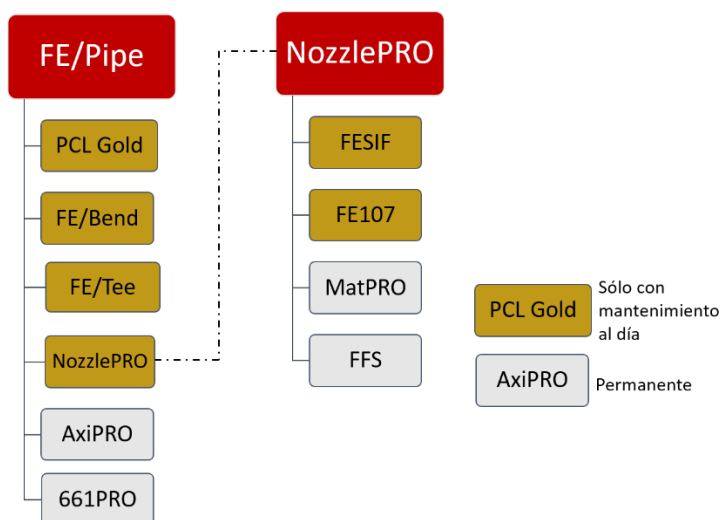 FE/Pipe
PCL Gold
FE/Bend
FE/Tee
NozzlePRO
AxiPRO
661PRO
NozzlePRO
FESIF
FE107
MatPRO
FFS
PCL Gold
Sólo con
mantenimiento
al día
AxiPRO
Permanente